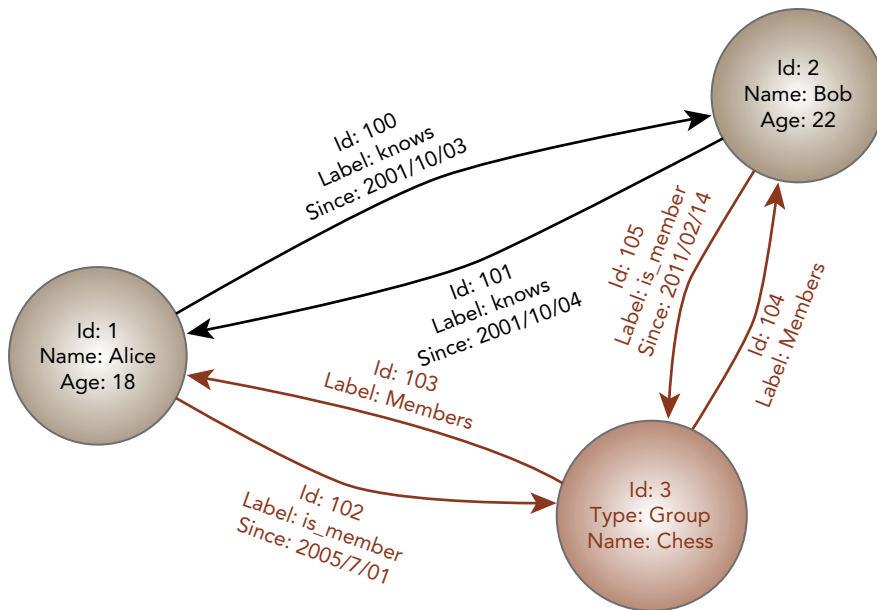 Id: 2
Name: Bob
Age: 22
Id: 100
Label: knows
Since: 2001/10/03
Id: 101
Label: knows
Since: 2001/10/04
Id: 105
Label: is_member
Since: 2011/02/14
Id: 104
Label: Members
Id: 1
Name: Alice
Age: 18
Id: 103
Label: Members
Id: 102
Label: is_member
Since: 2005/7/01
Id: 3
Type: Group
Name: Chess